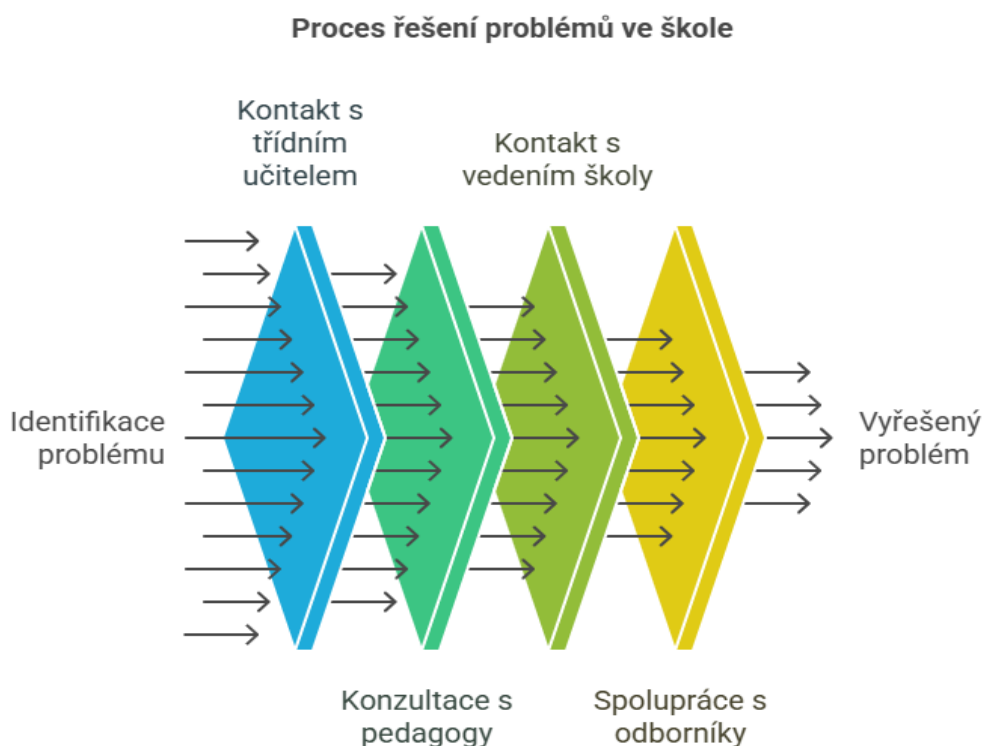 Proces řešení problémů ve škole
Kontakt s
třídním
učitelem
Kontakt s
vedením školy
Identifikace
problému
Vyřešený
problém
Konzultace s
pedagogy
Spolupráce s
odborníky